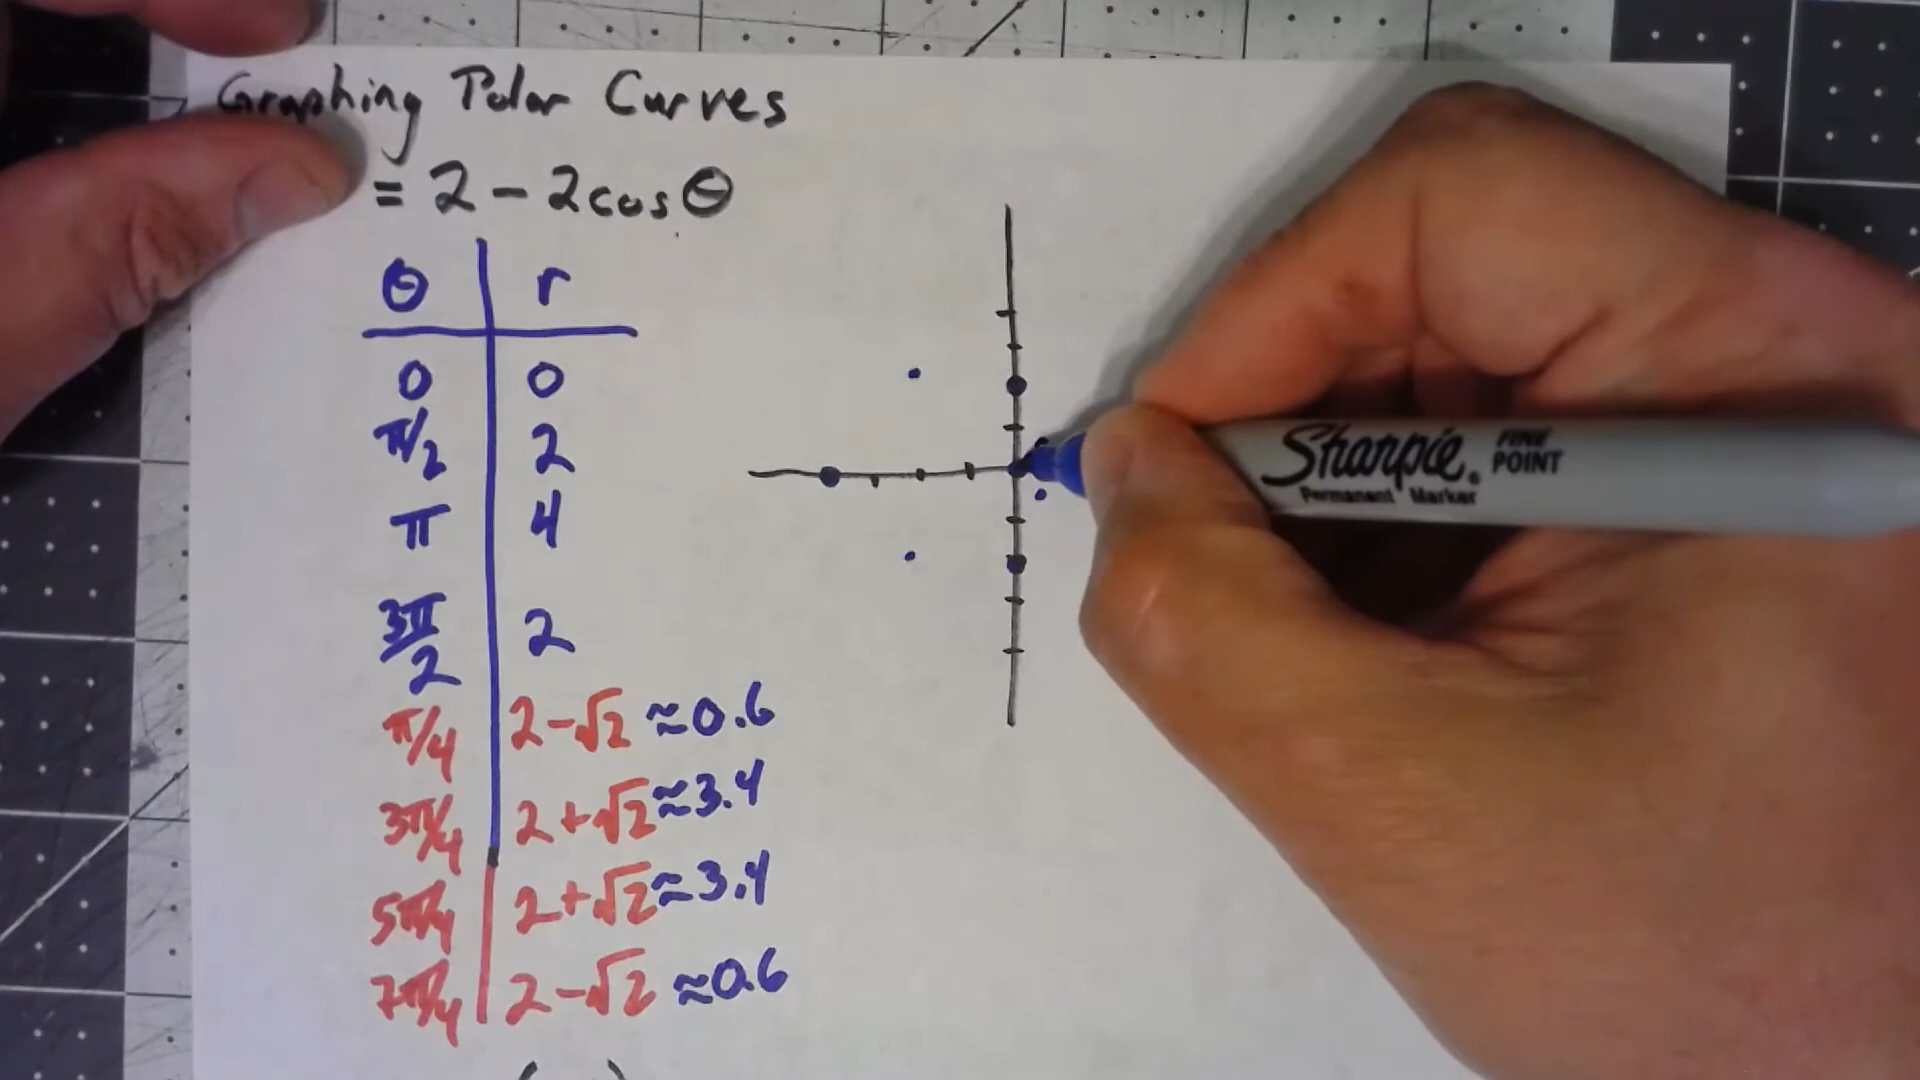 Graphing Polar Curves
= 2 - 2cosθ
θ r
0 0
π/2 2
π 4
3π/2 2
π/4 2-√2 ≈0.6
3π/4 2+√2 ≈3.4
5π/4 2+√2 ≈3.4
7π/4 2-√2 ≈0.6
Sharpie. FINE POINT
Permanent Marker